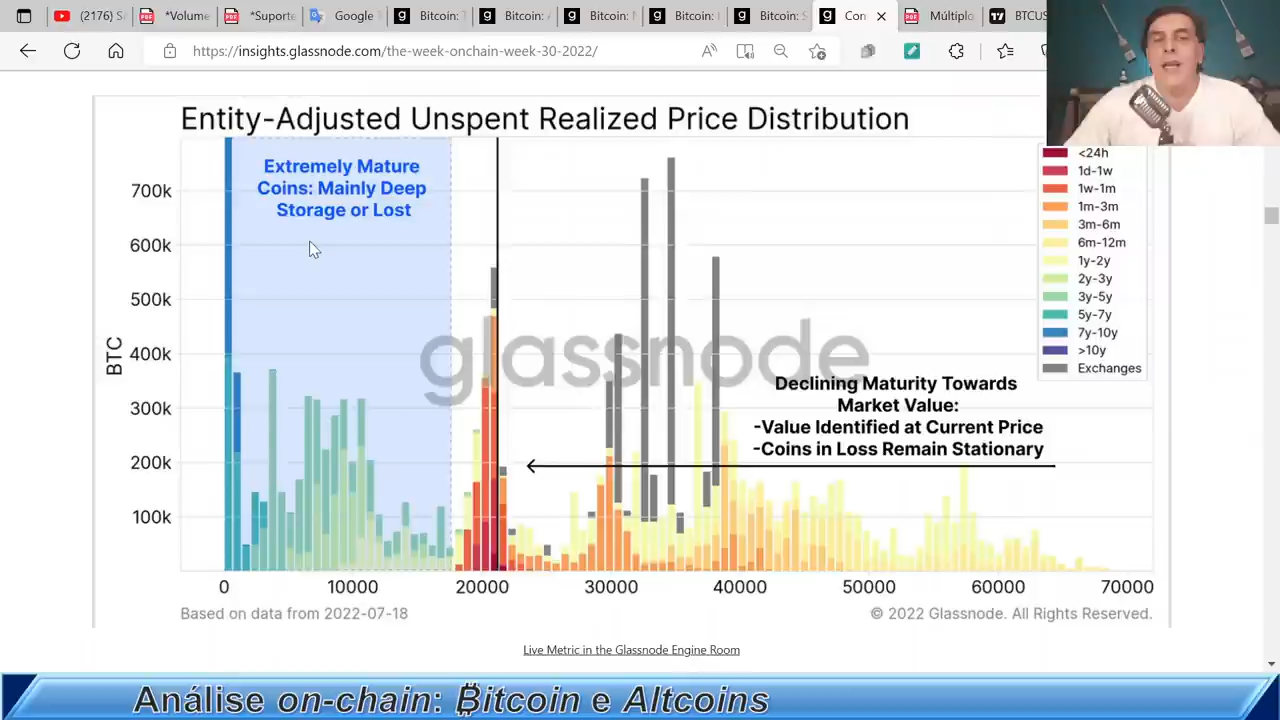 (2176) S
*Volume
*Suporte
Google T
Bitcoin: T
Bitcoin: A
Bitcoin: M
Bitcoin: I
Bitcoin: S
Con
Múltiplo
BTCUS
https://insights.glassnode.com/the-week-onchain-week-30-2022/
Entity-Adjusted Unspent Realized Price Distribution
Extremely Mature
Coins: Mainly Deep
Storage or Lost
<24h
1d-1w
1w-1m
1m-3m
3m-6m
6m-12m
1y-2y
2y-3y
3y-5y
5y-7y
7y-10y
>10y
Exchanges
700k
600k
500k
400k
300k
200k
100k
BTC
glassnode
Declining Maturity Towards
Market Value:
-Value Identified at Current Price
-Coins in Loss Remain Stationary
0 10000 20000 30000 40000 50000 60000 70000
Based on data from 2022-07-18
© 2022 Glassnode. All Rights Reserved.
Live Metric in the Glassnode Engine Room
Análise on-chain: ₿itcoin e Altcoins